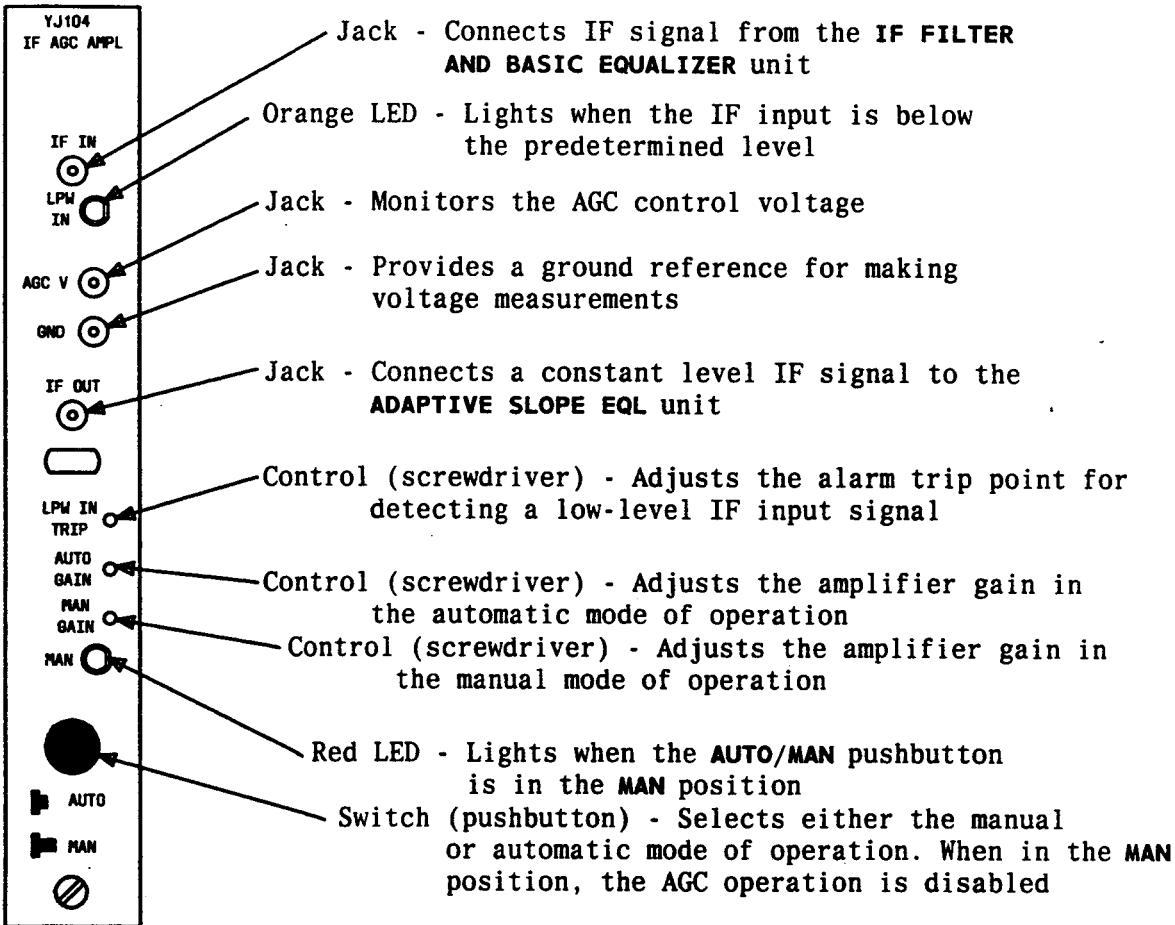 YJ104
IF AGC AMPL
Jack - Connects IF signal from the IF FILTER
AND BASIC EQUALIZER unit
IF IN
Orange LED - Lights when the IF input is below
the predetermined level
LPW
IN
Jack - Monitors the AGC control voltage
AGC V
Jack - Provides a ground reference for making
voltage measurements
GND
IF OUT
Jack - Connects a constant level IF signal to the
ADAPTIVE SLOPE EQL unit
LPW IN
TRIP
Control (screwdriver) - Adjusts the alarm trip point for
detecting a low-level IF input signal
AUTO
GAIN
Control (screwdriver) - Adjusts the amplifier gain in
the automatic mode of operation
MAN
GAIN
Control (screwdriver) - Adjusts the amplifier gain in
the manual mode of operation
MAN
Red LED - Lights when the AUTO/MAN pushbutton
is in the MAN position
AUTO
Switch (pushbutton) - Selects either the manual
or automatic mode of operation. When in the MAN
position, the AGC operation is disabled
MAN